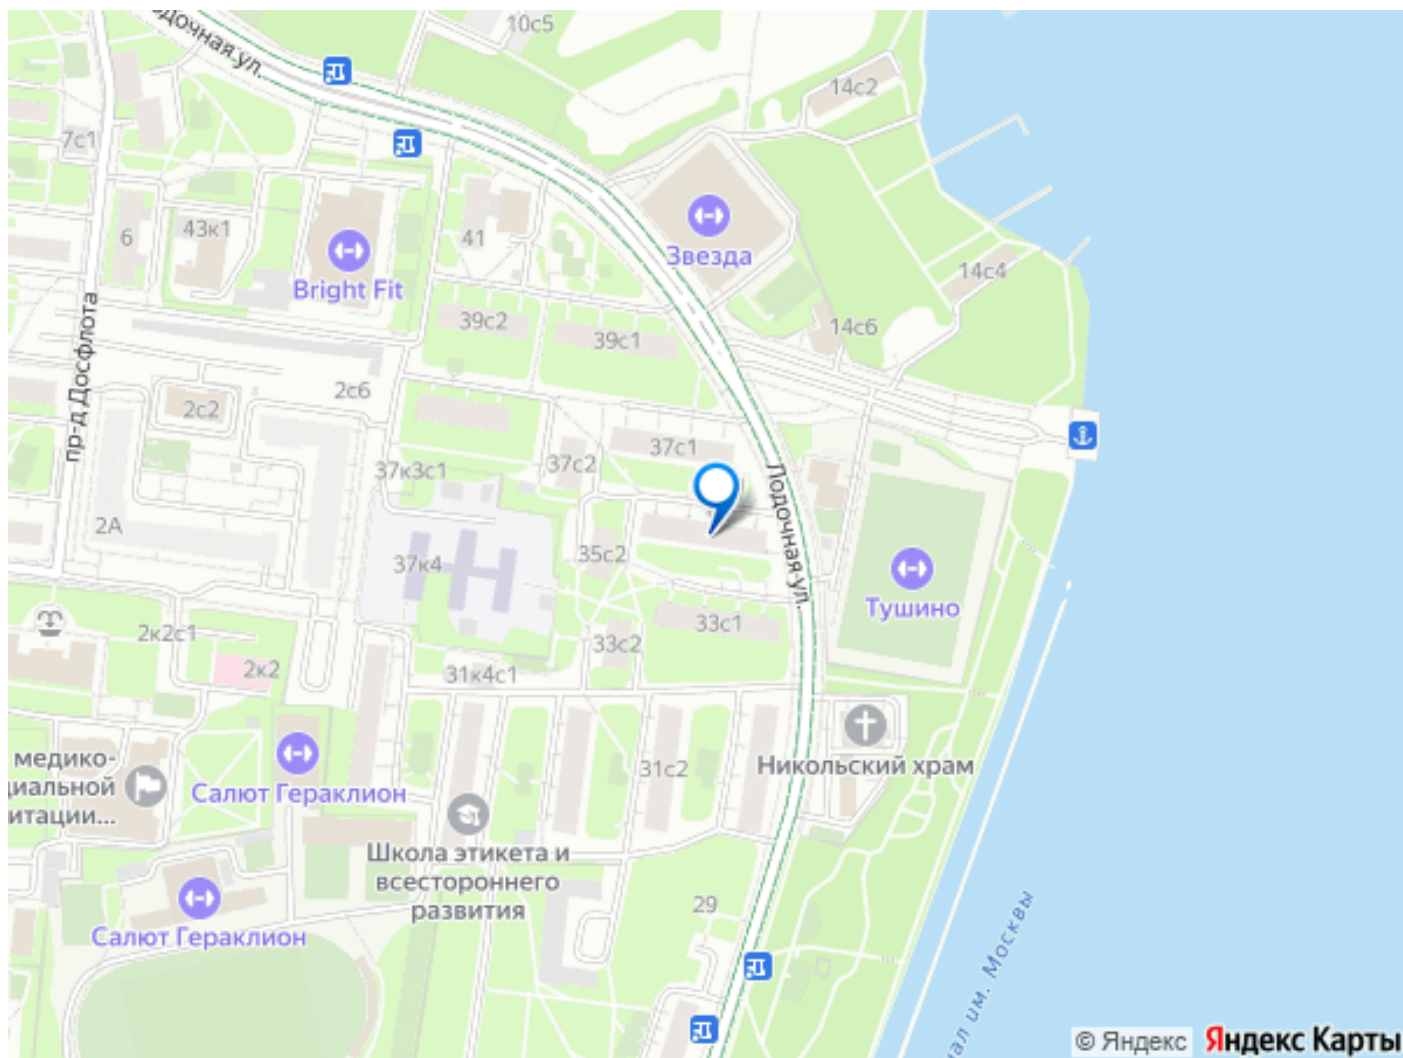 одочная ул.
10с5
14с2
7с1
Звезда
43к1
6
41
Bright Fit
14с4
пр-д Досфлота
39с2
39с1
14с6
2с6
2с2
37с1
37с2
37к3с1
Лодочная ул.
2А
35с2
37к4
Тушино
33с1
2к2с1
33с2
2к2
31к4с1
медико-
циальной
итации...
Никольский храм
31с2
Салют Гераклион
Школа этикета и
всестороннего
развития
29
Салют Гераклион
ал им. Москвы
© Яндекс Яндекс Карты